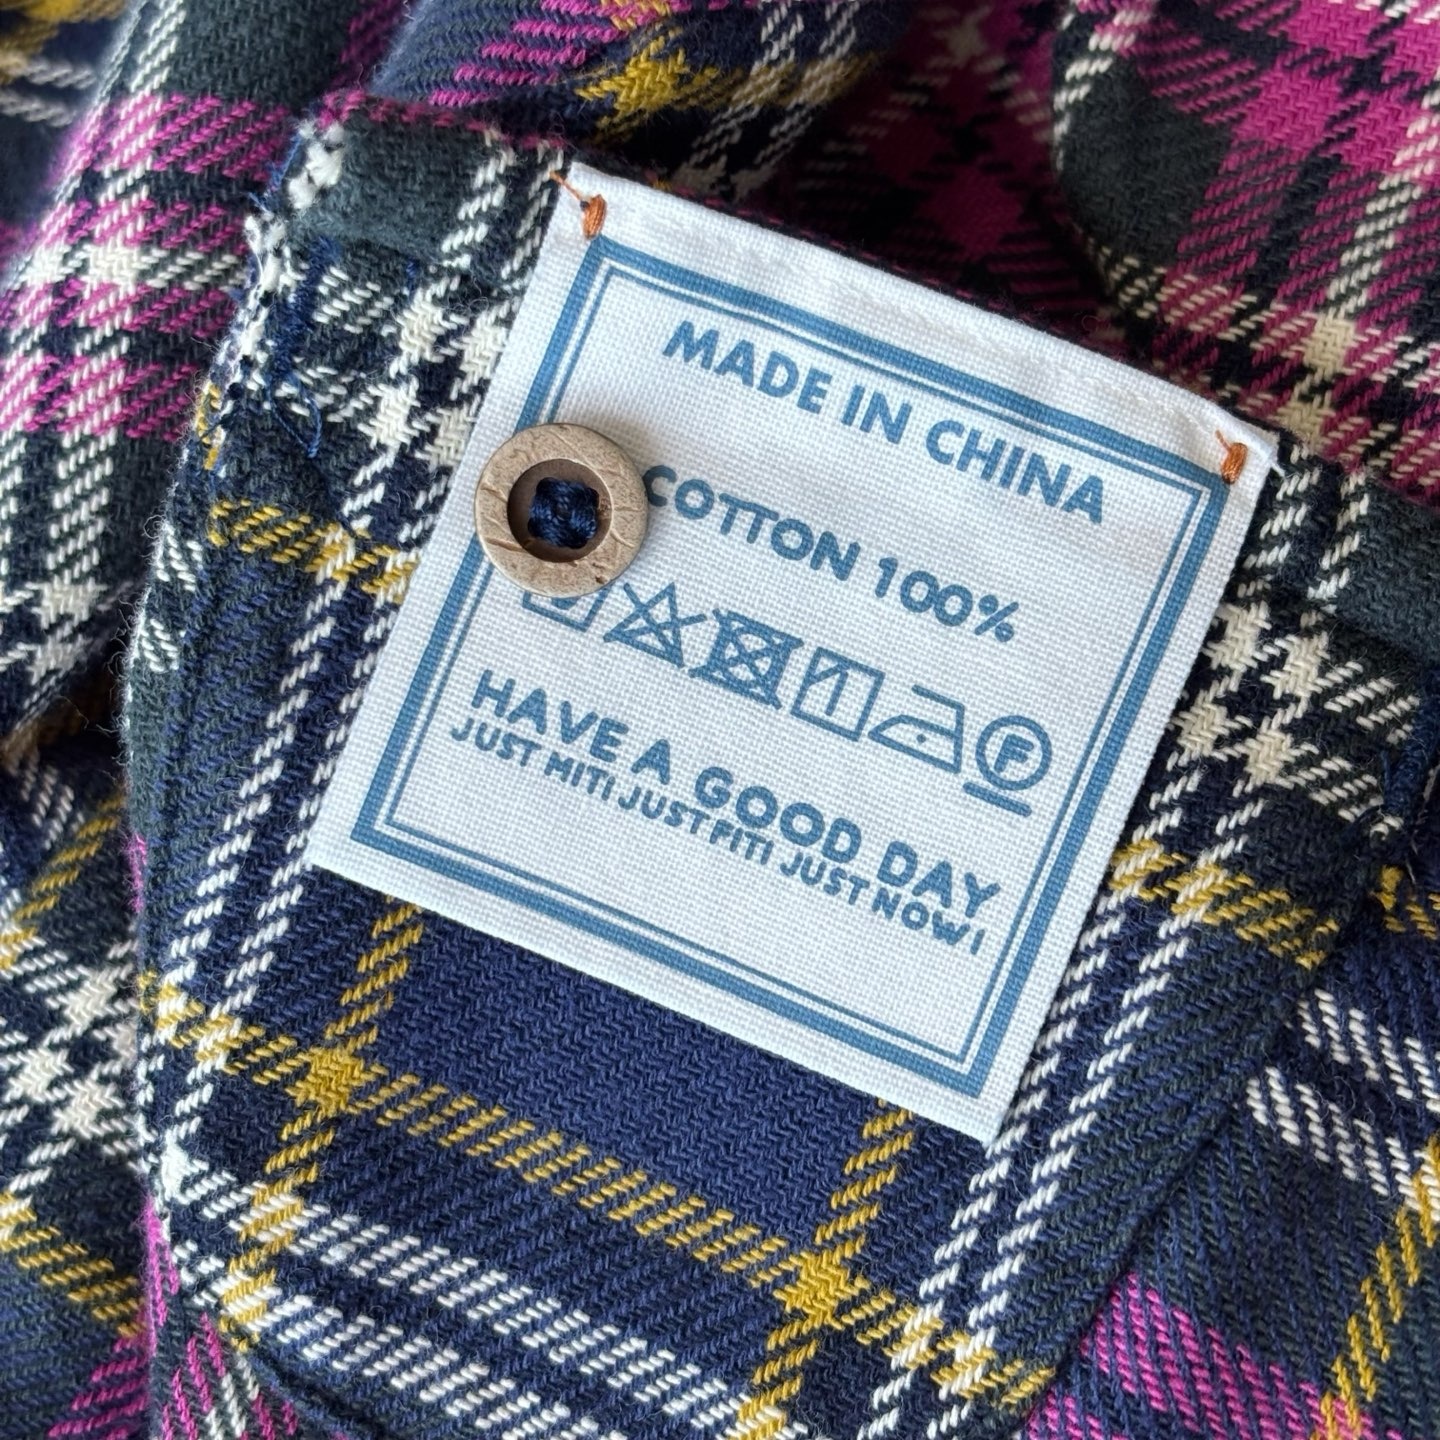 MADE IN CHINA
COTTON 100%
F
HAVE A GOOD DAY
JUST MITI JUST FITI JUST NOW!